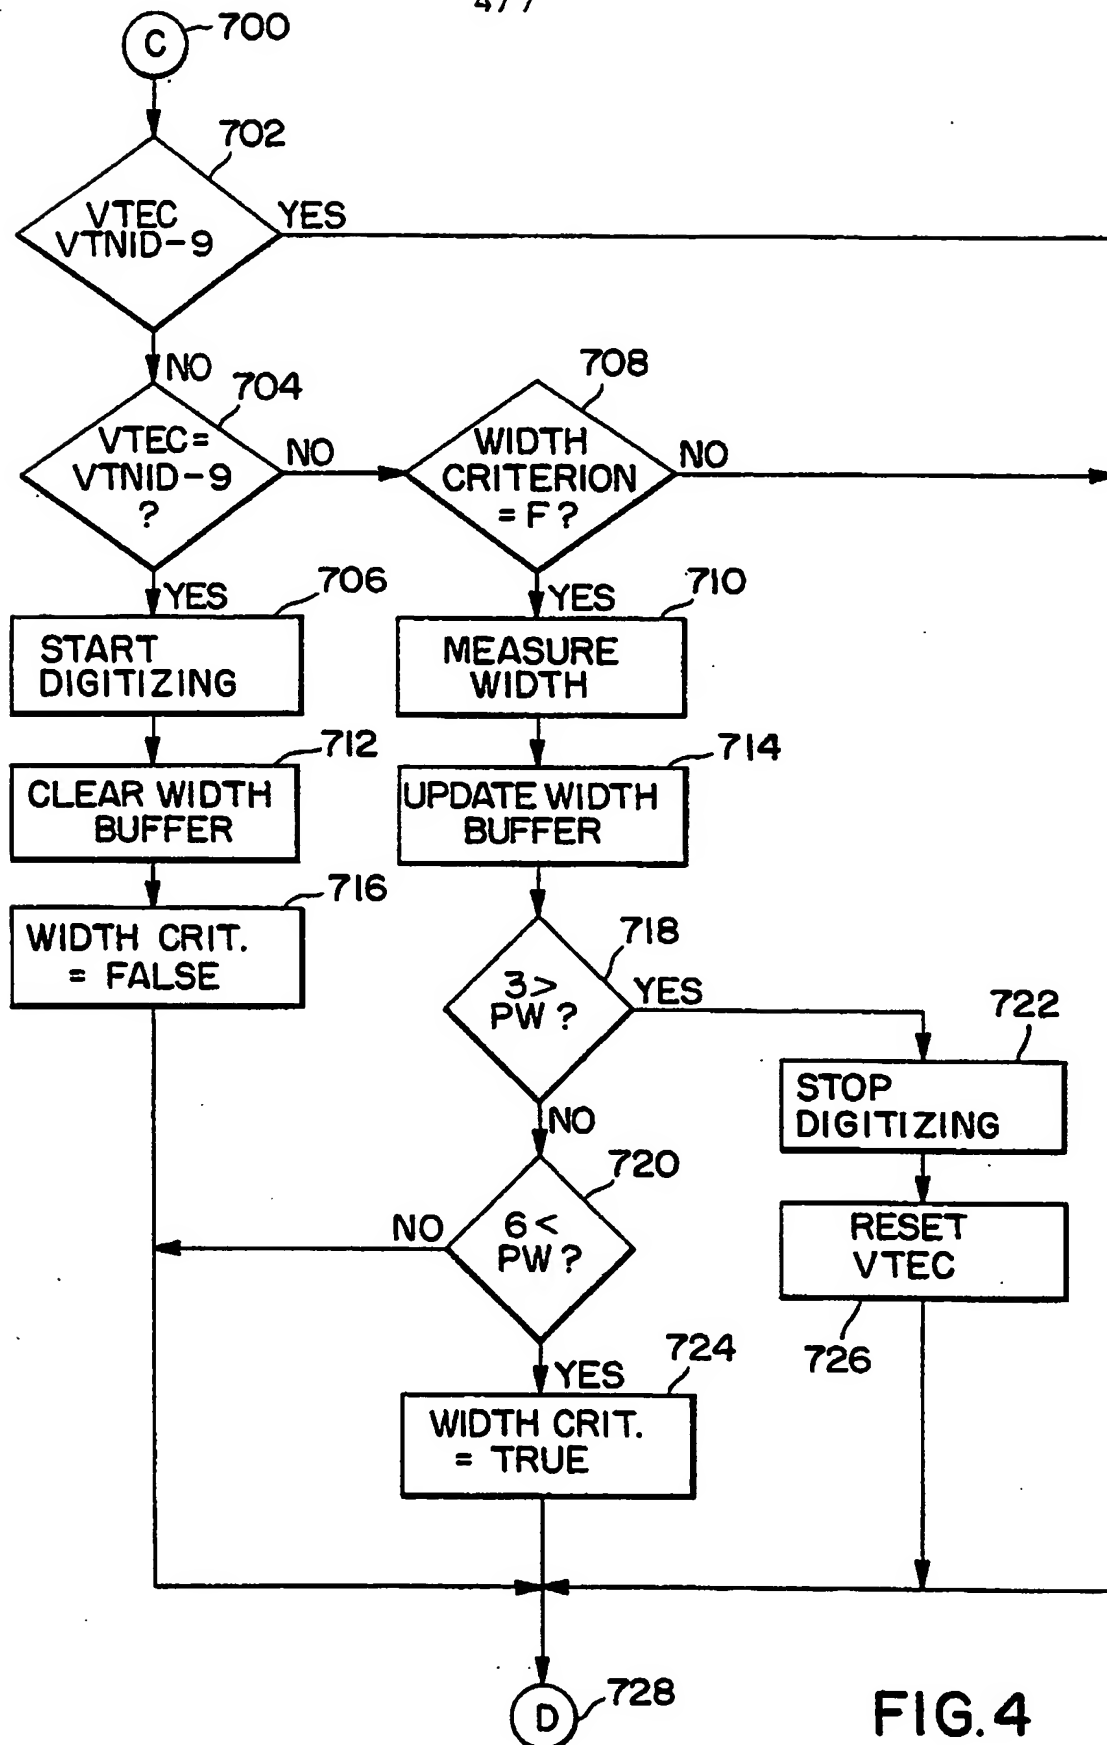 4/7
C
700
702
VTEC
VTNID-9
YES
NO
704
VTEC=
VTNID-9
?
NO
708
WIDTH
CRITERION
= F?
NO
YES
706
START
DIGITIZING
YES
710
MEASURE
WIDTH
712
CLEAR WIDTH
BUFFER
714
UPDATE WIDTH
BUFFER
716
WIDTH CRIT.
= FALSE
718
3>
PW?
YES
722
STOP
DIGITIZING
NO
720
6<
PW?
NO
RESET
VTEC
726
YES
724
WIDTH CRIT.
= TRUE
D
728
FIG.4